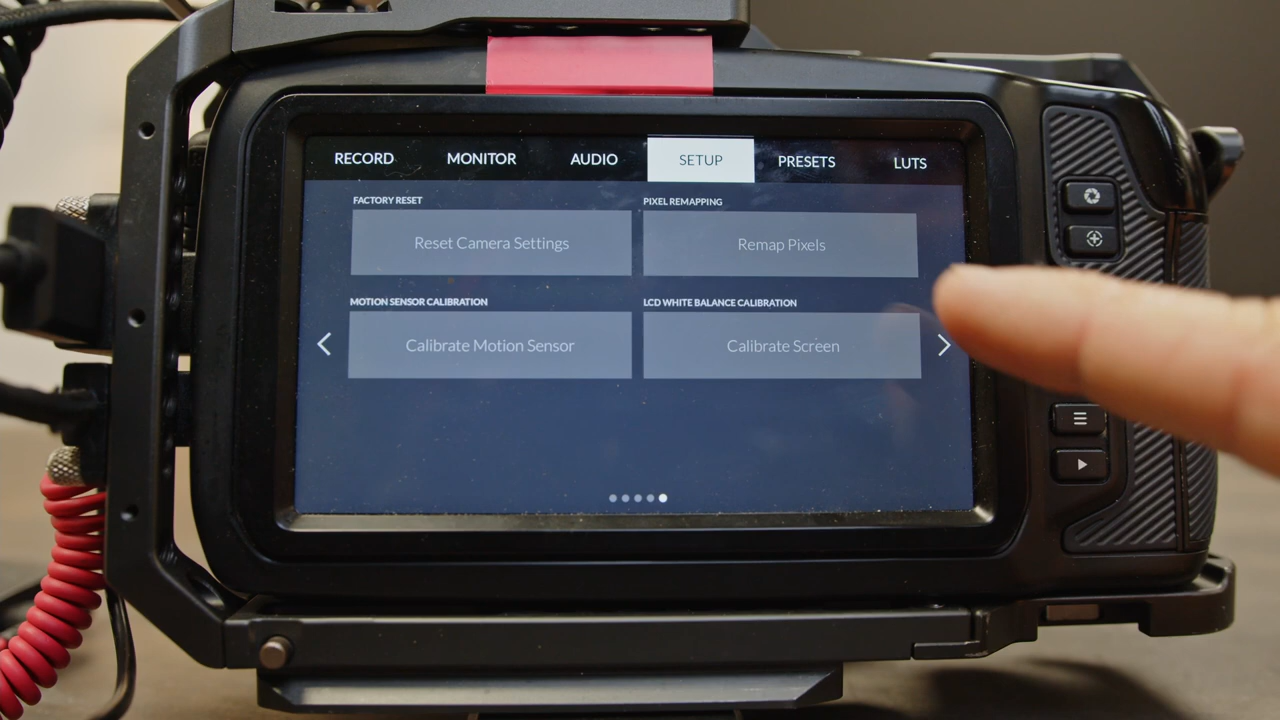 RECORD MONITOR AUDIO SETUP PRESETS LUTS
FACTORY RESET PIXEL REMAPPING
Reset Camera Settings Remap Pixels
MOTION SENSOR CALIBRATION LCD WHITE BALANCE CALIBRATION
Calibrate Motion Sensor Calibrate Screen